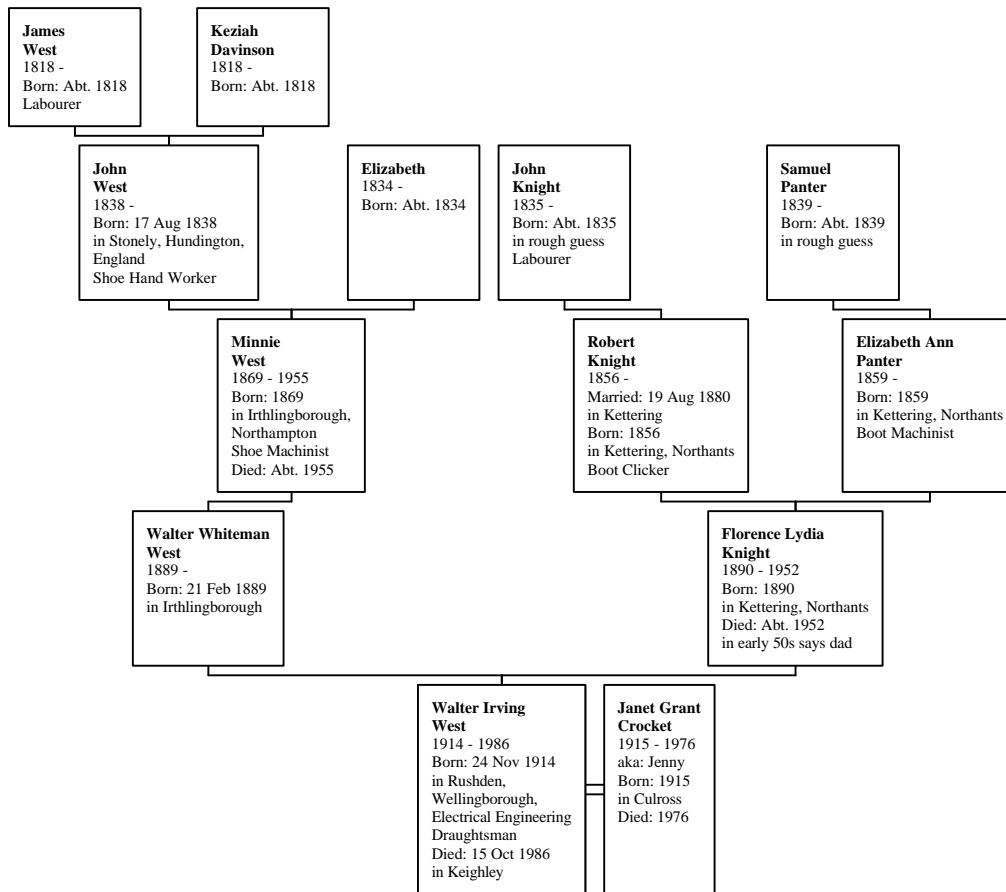 James
West
1818 -
Born: Abt. 1818
Labourer
Keziah
Davinson
1818 -
Born: Abt. 1818
John
West
1838 -
Born: 17 Aug 1838
in Stonely, Hundington,
England
Shoe Hand Worker
Elizabeth
1834 -
Born: Abt. 1834
John
Knight
1835 -
Born: Abt. 1835
in rough guess
Labourer
Samuel
Panter
1839 -
Born: Abt. 1839
in rough guess
Minnie
West
1869 - 1955
Born: 1869
in Irthlingborough,
Northampton
Shoe Machinist
Died: Abt. 1955
Robert
Knight
1856 -
Married: 19 Aug 1880
in Kettering
Born: 1856
in Kettering, Northants
Boot Clicker
Elizabeth Ann
Panter
1859 -
Born: 1859
in Kettering, Northants
Boot Machinist
Walter Whiteman
West
1889 -
Born: 21 Feb 1889
in Irthlingborough
Florence Lydia
Knight
1890 - 1952
Born: 1890
in Kettering, Northants
Died: Abt. 1952
in early 50s says dad
Walter Irving
West
1914 - 1986
Born: 24 Nov 1914
in Rushden,
Wellingborough,
Electrical Engineering
Draughtsman
Died: 15 Oct 1986
in Keighley
Janet Grant
Crocket
1915 - 1976
aka: Jenny
Born: 1915
in Culross
Died: 1976